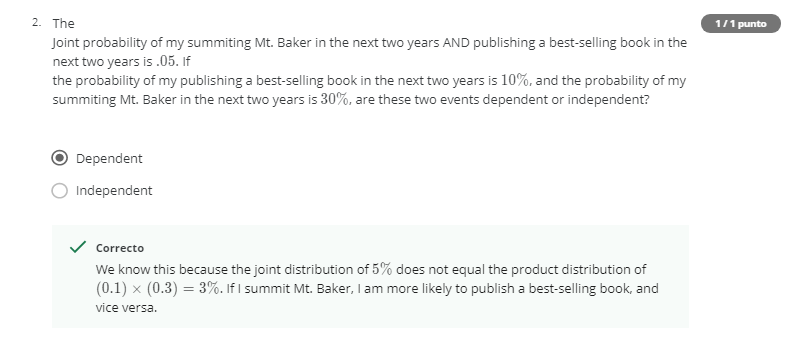 2. The 1 / 1 punto
Joint probability of my summiting Mt. Baker in the next two years AND publishing a best-selling book in the
next two years is .05. If
the probability of my publishing a best-selling book in the next two years is 10%, and the probability of my
summiting Mt. Baker in the next two years is 30%, are these two events dependent or independent?
Dependent
Independent
Correcto
We know this because the joint distribution of 5% does not equal the product distribution of
(0.1) × (0.3) = 3%. If I summit Mt. Baker, I am more likely to publish a best-selling book, and
vice versa.